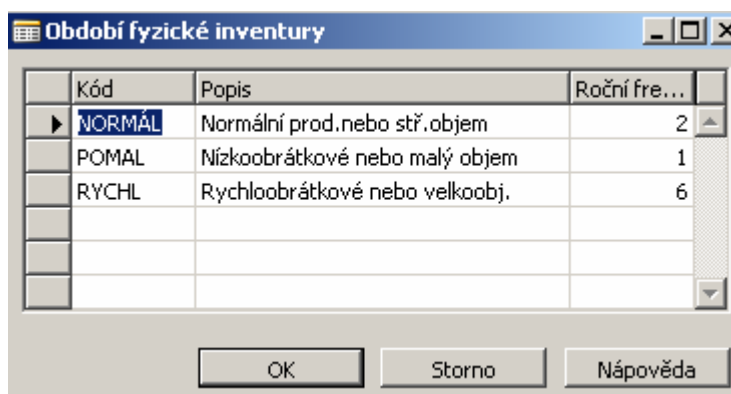 Období fyzické inventury
Kód Popis Roční fre...
NORMÁL Normální prod.nebo stř.objem 2
POMAL Nízkoobrátkové nebo malý objem 1
RYCHL Rychloobrátkové nebo velkoobj. 6
OK Storno Nápověda